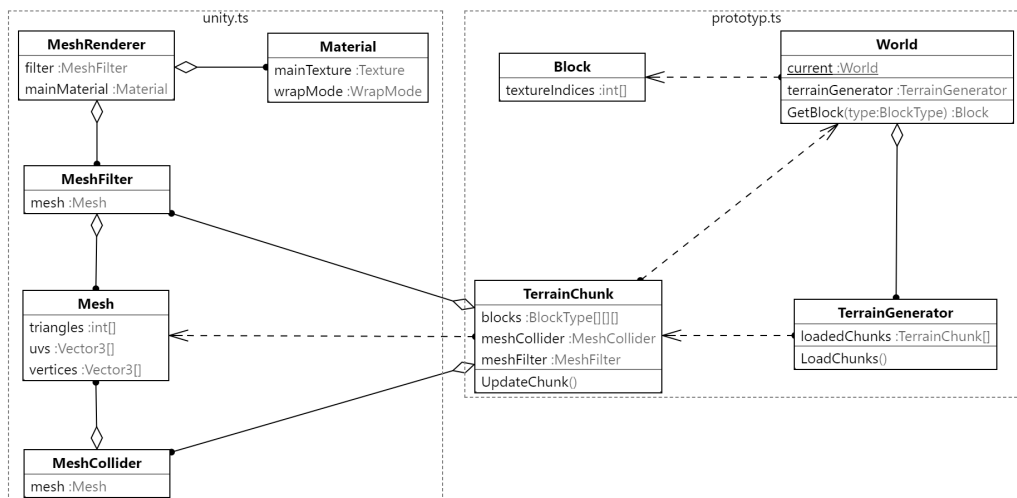 unity.ts
MeshRenderer
filter :MeshFilter
mainMaterial :Material
Material
mainTexture :Texture
wrapMode :WrapMode
MeshFilter
mesh :Mesh
Mesh
triangles :int[]
uvs :Vector3[]
vertices :Vector3[]
MeshCollider
mesh :Mesh
prototyp.ts
Block
textureIndices :int[]
World
current :World
terrainGenerator :TerrainGenerator
GetBlock(type:BlockType) :Block
TerrainChunk
blocks :BlockType[][][]
meshCollider :MeshCollider
meshFilter :MeshFilter
UpdateChunk()
TerrainGenerator
loadedChunks :TerrainChunk[]
LoadChunks()